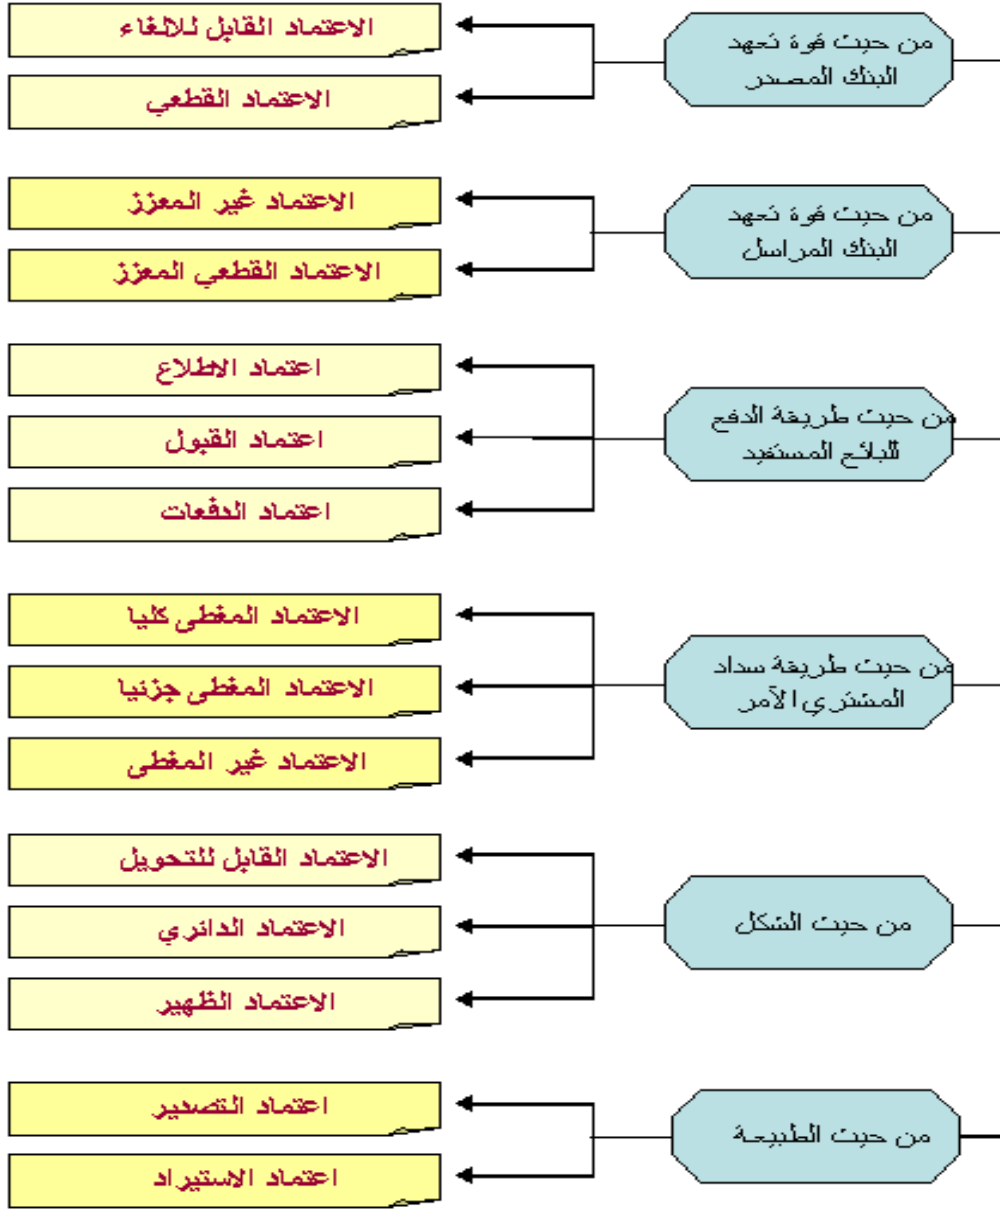 من حيث قوة تعهد
البنك المصدر
الاعتماد القابل للالغاء
الاعتماد القطعي
من حيث قوة تعهد
البنك المراسل
الاعتماد غير المعزز
الاعتماد القطعي المعزز
من حيث طريقة الدفع
للبائع المستفيد
اعتماد الاطلاع
اعتماد القبول
اعتماد الدفعات
من حيث طريقة سداد
المشتري الآمر
الاعتماد المغطى كليا
الاعتماد المغطى جزئيا
الاعتماد غير المغطى
من حيث الشكل
الاعتماد القابل للتحويل
الاعتماد الدائري
الاعتماد الظهير
من حيث الطبيعة
اعتماد التصدير
اعتماد الاستيراد